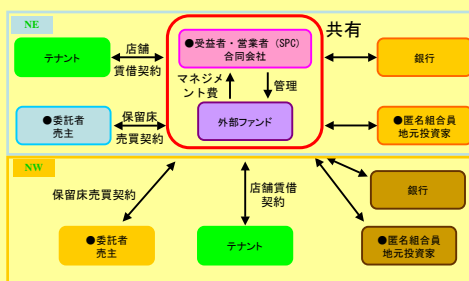 NE
共有
テナント
店舗
賃借契約
●受益者・営業者（SPC）
合同会社
銀行
マネジメ
ント費
管理
●委託者
売主
保留床
売買契約
外部ファンド
●匿名組合員
地元投資家
NW
保留床売買契約
店舗賃借
契約
銀行
●委託者
売主
テナント
●匿名組合員
地元投資家